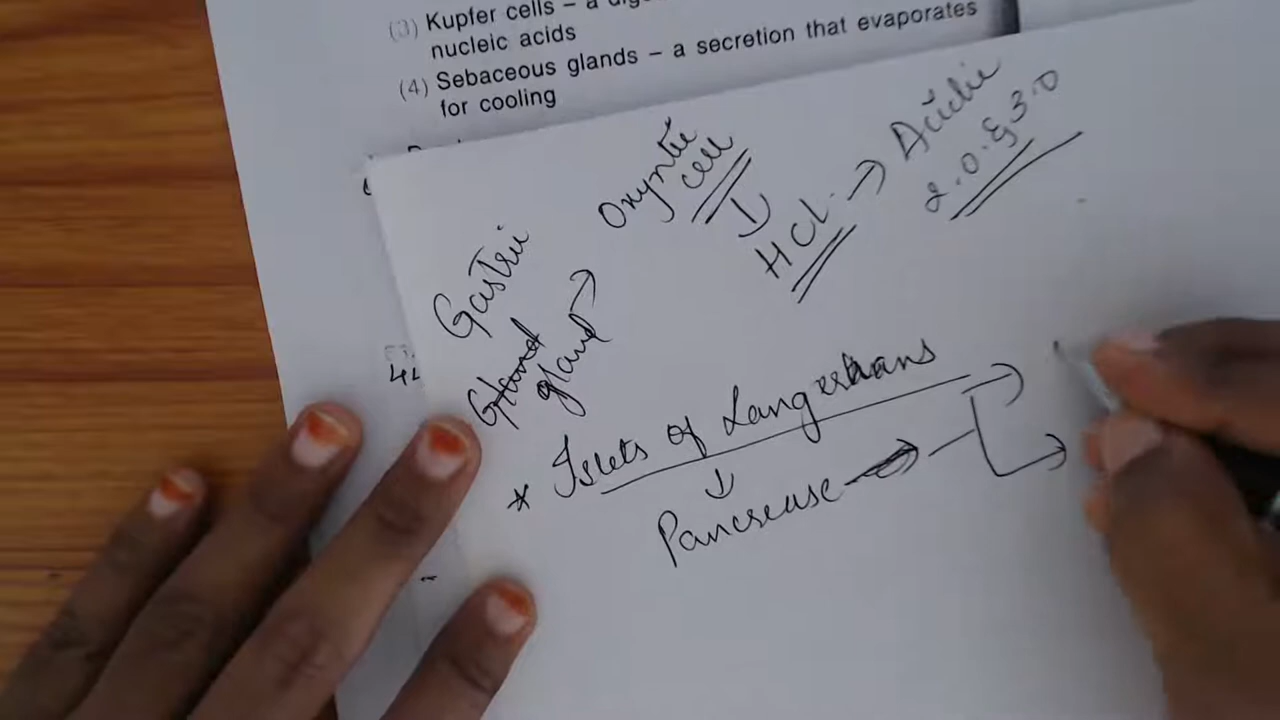 (3) Kupfer cells – a
nucleic acids
(4) Sebaceous glands – a secretion that evaporates
for cooling
Gastric
Gland
gland →
Oxyntic
cell
↓
HCl → Acidic
2.0 & 3.0
* Islets of Langerhans
↓
Pancrease